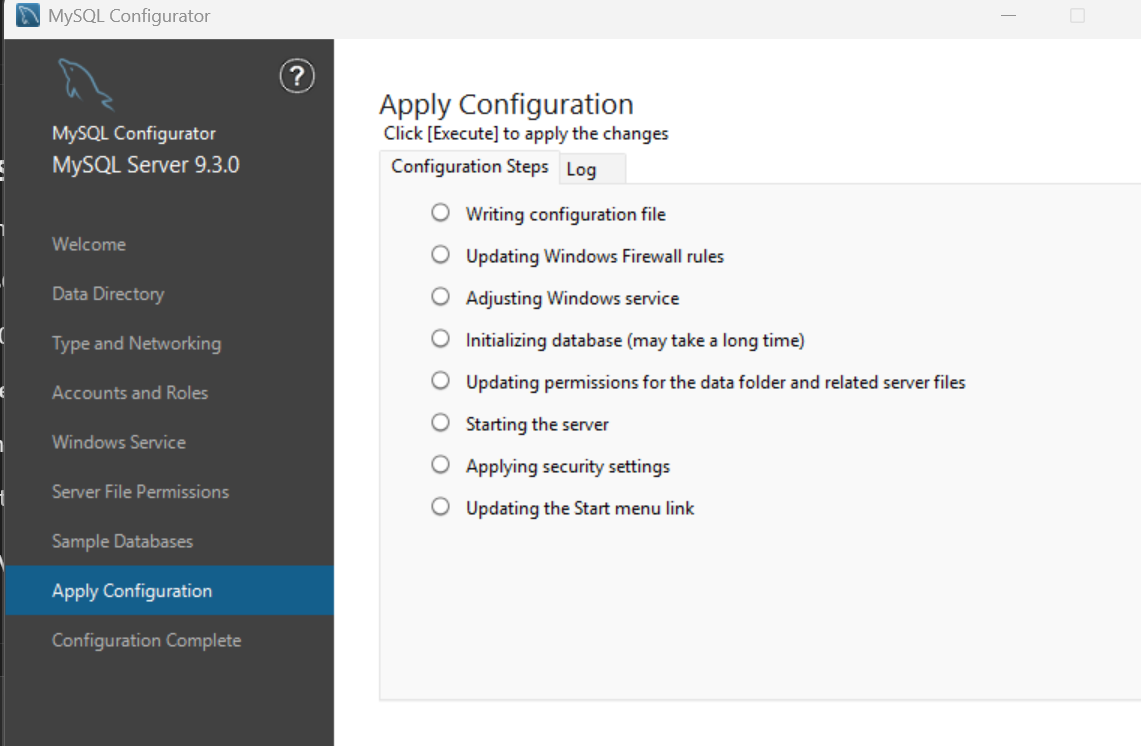 MySQL Configurator
?
MySQL Configurator
MySQL Server 9.3.0
Welcome
Data Directory
Type and Networking
Accounts and Roles
Windows Service
Server File Permissions
Sample Databases
Apply Configuration
Configuration Complete
Apply Configuration
Click [Execute] to apply the changes
Configuration Steps
Log
Writing configuration file
Updating Windows Firewall rules
Adjusting Windows service
Initializing database (may take a long time)
Updating permissions for the data folder and related server files
Starting the server
Applying security settings
Updating the Start menu link